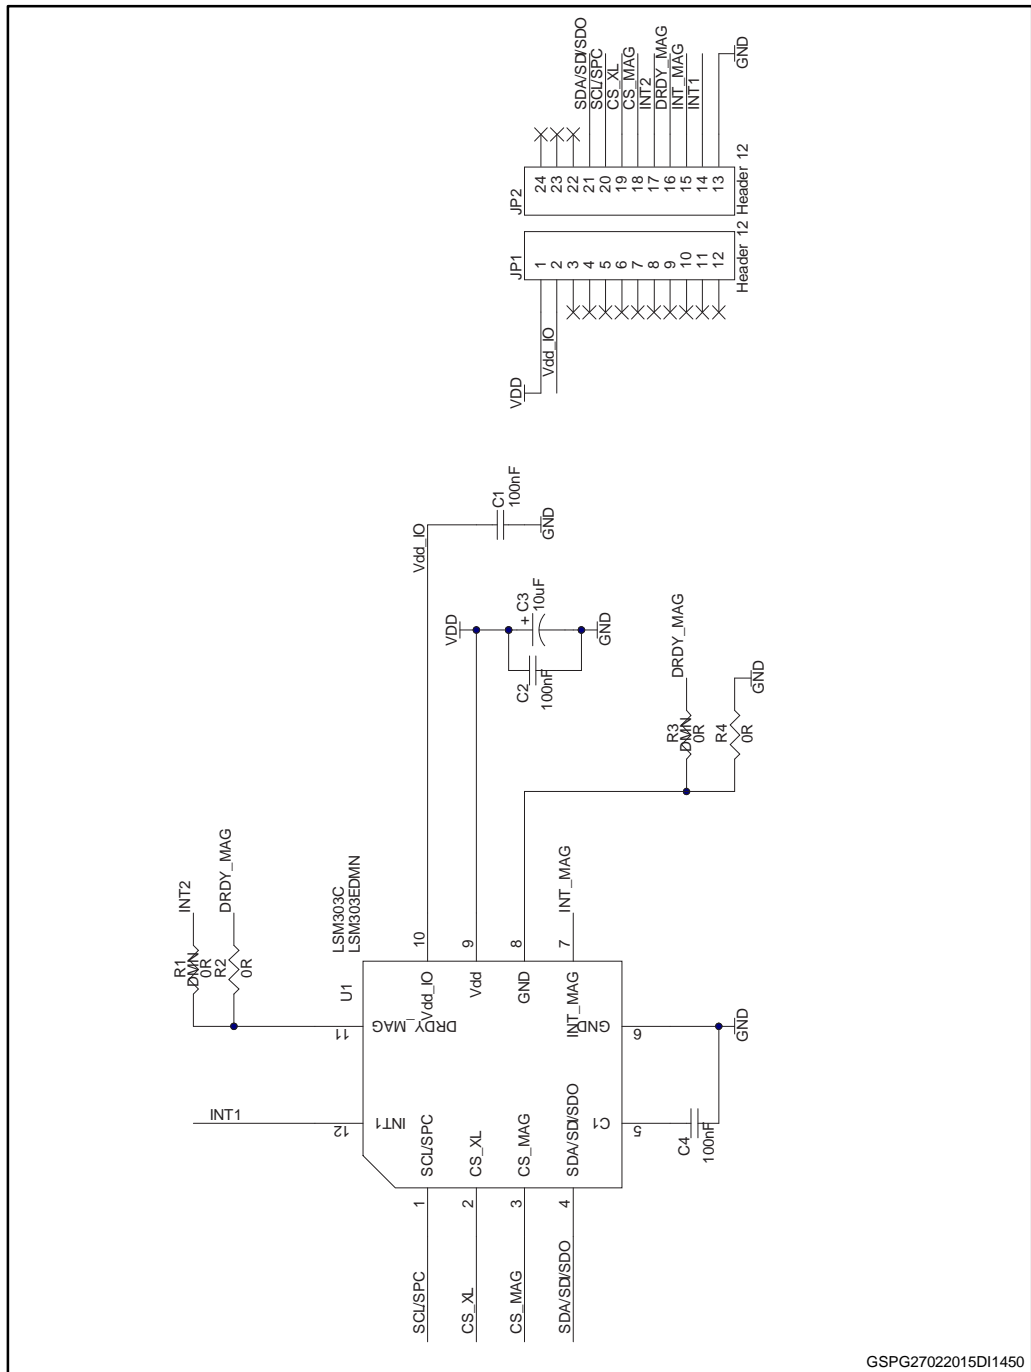 SDA/SDI/SDO
SCL/SPC
CS_XL
CS_MAG
INT2
DRDY_MAG
INT_MAG
INT1
GND
JP2
24
23
22
21
20
19
18
17
16
15
14
13
Header 12
JP1
1
2
3
4
5
6
7
8
9
10
11
12
Header 12
VDD
Vdd_IO
Vdd_IO
C1
100nF
GND
VDD
+
C3
10uF
C2
100nF
GND
DRDY_MAG
R3
DMN
0R
R4
0R
GND
INT2
DRDY_MAG
R1
DMN
0R
R2
0R
LSM303C
LSM303EDMN
U1
10
9
8
7
INT_MAG
Vdd_IO
Vdd
GND
INT_MAG
11
DRDY_MAG
12
INT1
INT1
GND
6
C1
5
C4
100nF
GND
SCL/SPC
CS_XL
CS_MAG
SDA/SDI/SDO
1
2
3
4
SCL/SPC
CS_XL
CS_MAG
SDA/SDI/SDO
GSPG27022015DI1450